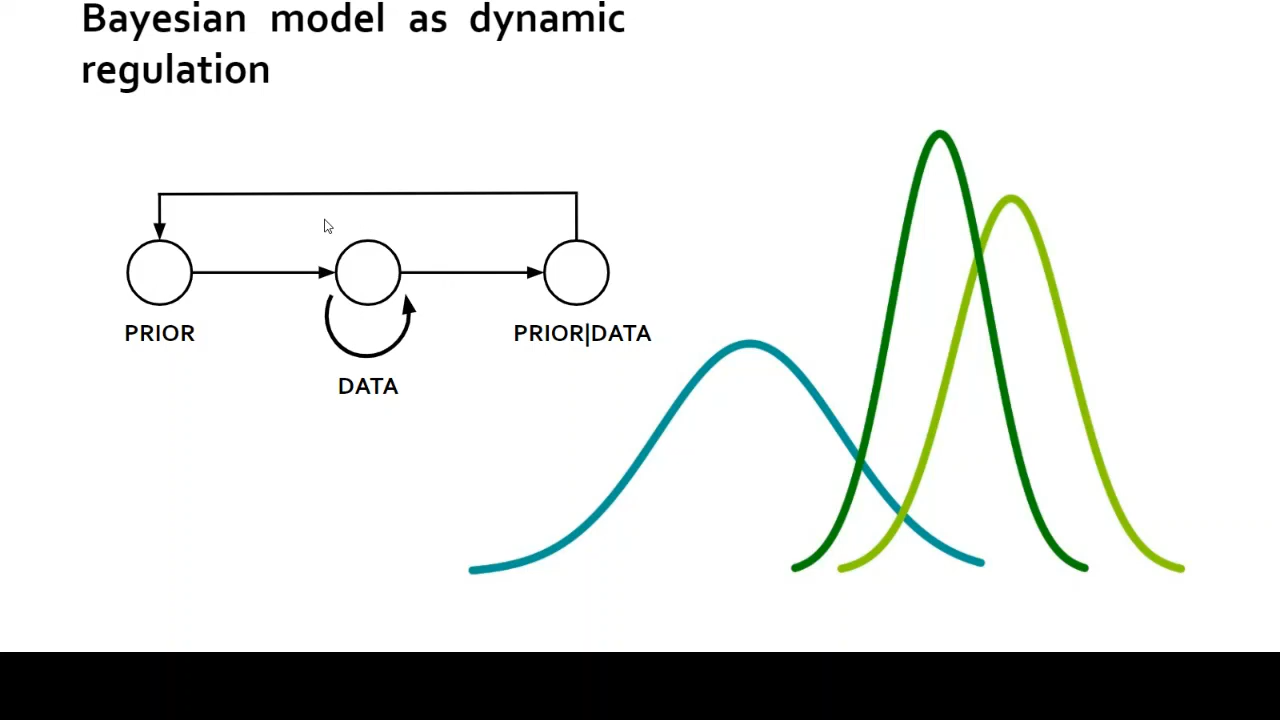 Bayesian model as dynamic
regulation
PRIOR
PRIOR|DATA
DATA